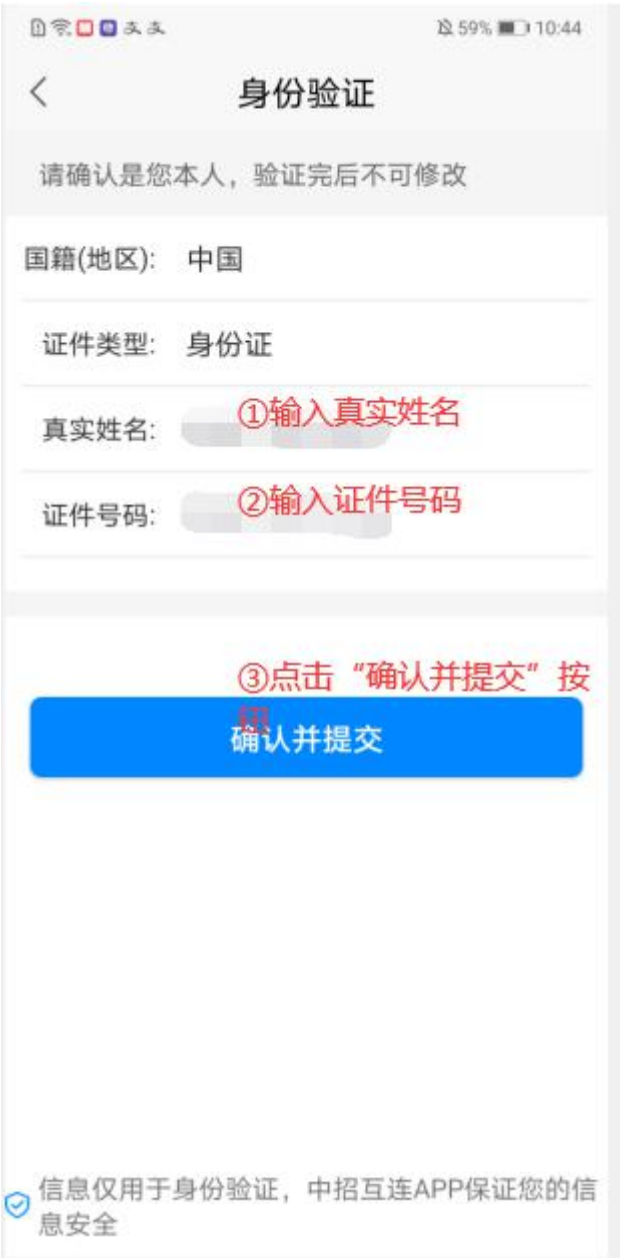 59% 10:44
身份验证
请确认是您本人，验证完后不可修改
国籍(地区): 中国
证件类型: 身份证
真实姓名: ①输入真实姓名
证件号码: ②输入证件号码
③点击“确认并提交”按
钮
确认并提交
信息仅用于身份验证，中招互连APP保证您的信
息安全